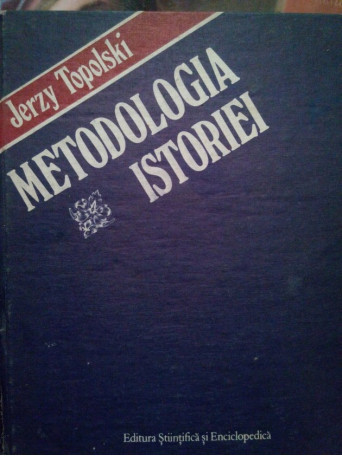 Jerzy Topolski
METODOLOGIA
ISTORIEI
Editura Științifică și Enciclopedică